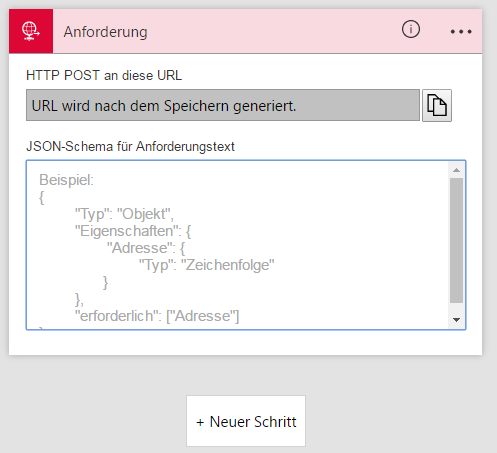 Anforderung
HTTP POST an diese URL
URL wird nach dem Speichern generiert.
JSON-Schema für Anforderungstext
Beispiel:
{
"Typ": "Objekt",
"Eigenschaften": {
"Adresse": {
"Typ": "Zeichenfolge"
}
},
"erforderlich": ["Adresse"]
+ Neuer Schritt